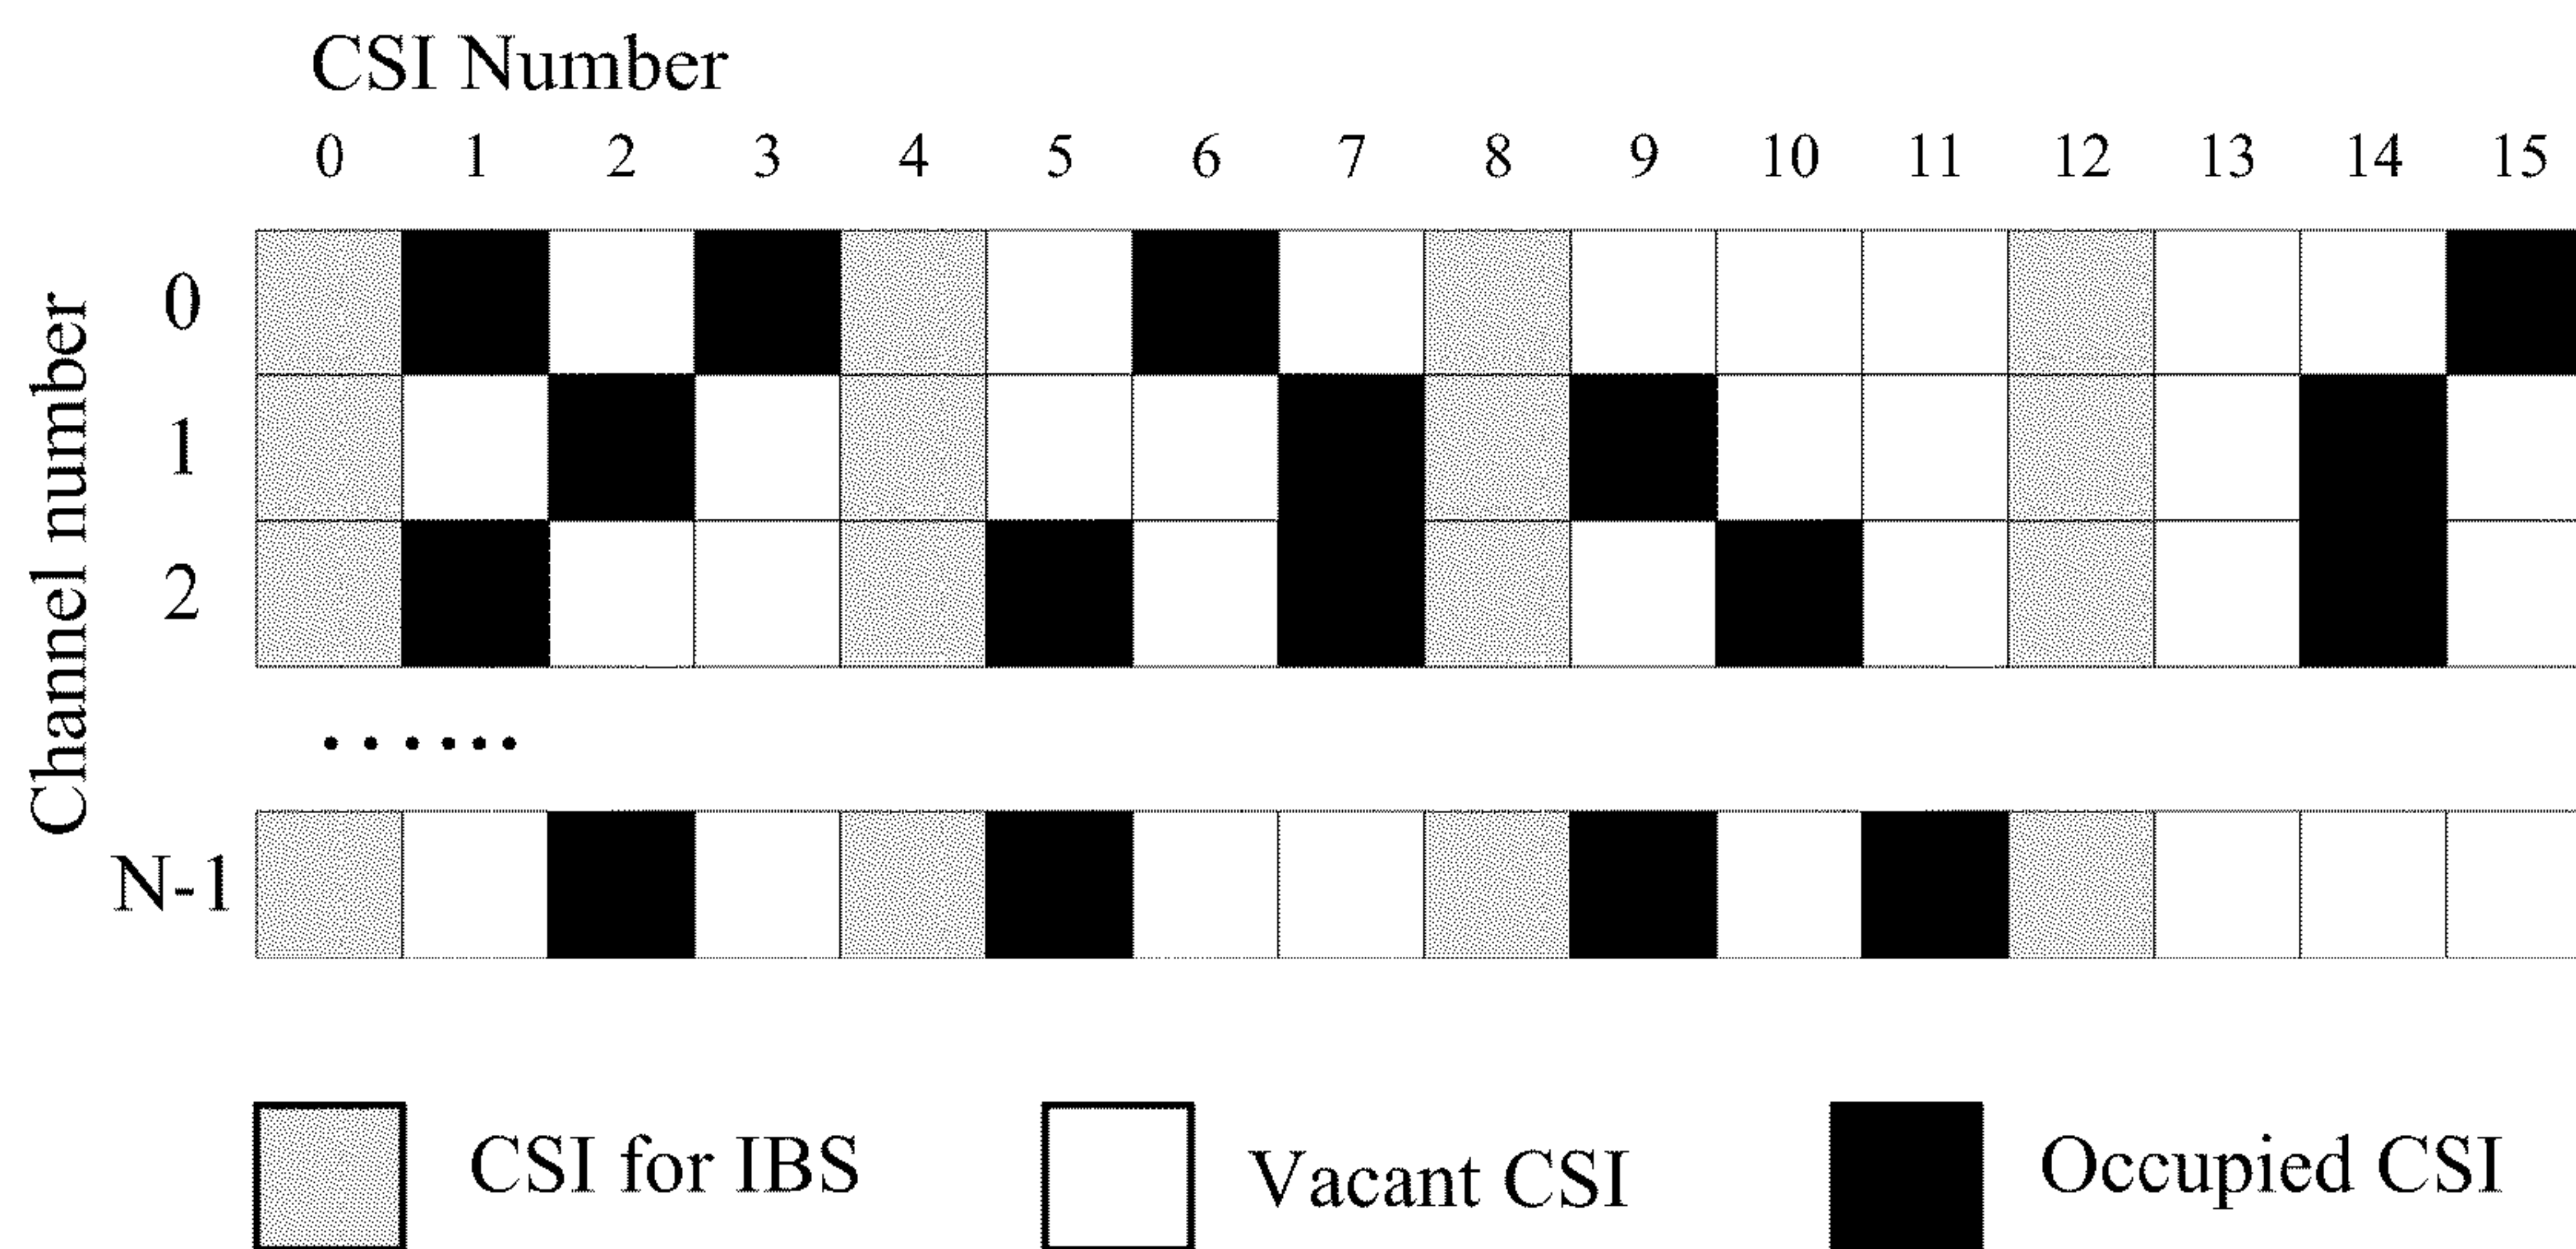 CSI Number
0 1 2 3 4 5 6 7 8 9 10 11 12 13 14 15
Channel number
0
1
2
......
N-1
CSI for IBS
Vacant CSI
Occupied CSI